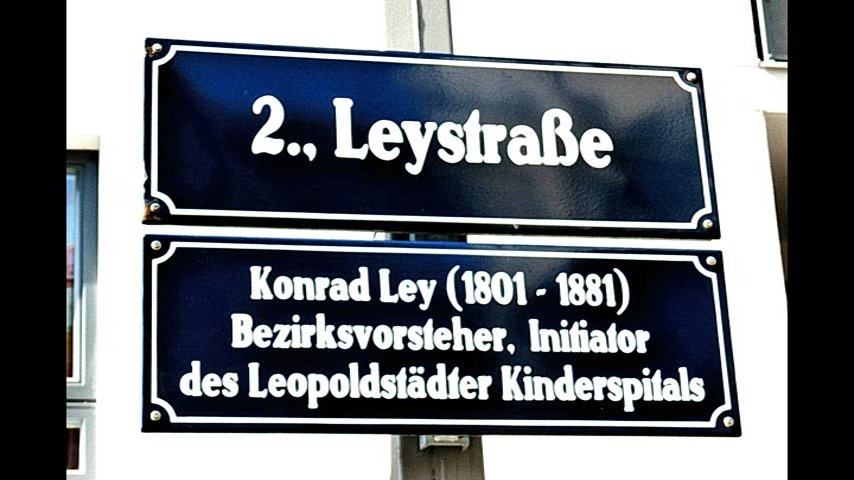 2., Leystraße
Konrad Ley (1801 - 1881)
Bezirksvorsteher, Initiator
des Leopoldstädter Kinderspitals